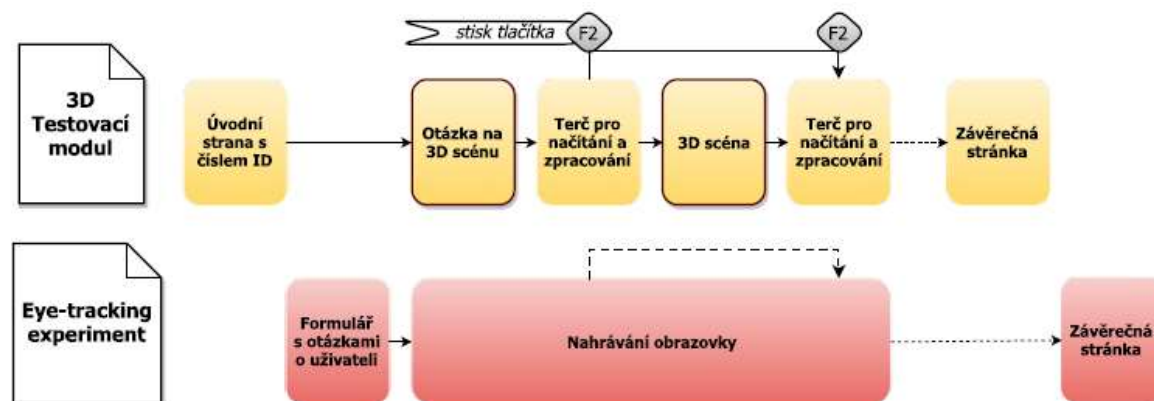 stisk tlačítka
F2
F2
3D
Testovací
modul
Úvodní
strana s
číslem ID
Otázka na
3D scénu
Terč pro
načítání a
zpracování
3D scéna
Terč pro
načítání a
zpracování
Závěrečná
stránka
Eye-tracking
experiment
Formulář
s otázkami
o uživateli
Nahrávání obrazovky
Závěrečná
stránka